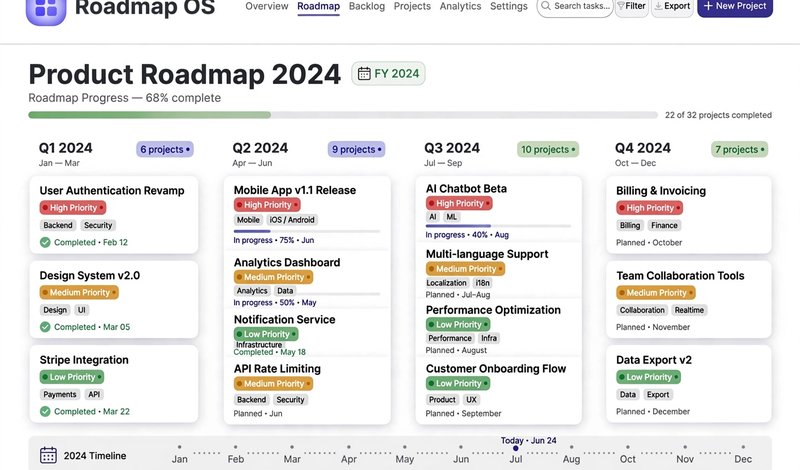 Roadmap OS
Overview Roadmap Backlog Projects Analytics Settings
Search tasks... Filter Export + New Project
Product Roadmap 2024 FY 2024
Roadmap Progress — 68% complete
22 of 32 projects completed
Q1 2024 6 projects •
Jan — Mar
User Authentication Revamp
• High Priority •
Backend Security
Completed • Feb 12
Design System v2.0
• Medium Priority •
Design UI
Completed • Mar 05
Stripe Integration
• Low Priority •
Payments API
Completed • Mar 22
Q2 2024 9 projects •
Apr — Jun
Mobile App v1.1 Release
• High Priority •
Mobile iOS / Android
In progress • 75% • Jun
Analytics Dashboard
• Medium Priority •
Analytics Data
In progress • 50% • May
Notification Service
• Low Priority •
Infrastructure
Completed • May 18
API Rate Limiting
• Medium Priority •
Backend Security
Planned • Jun
Q3 2024 10 projects •
Jul — Sep
AI Chatbot Beta
• High Priority •
AI ML
In progress • 40% • Aug
Multi-language Support
• Medium Priority •
Localization i18n
Planned • Jul–Aug
Performance Optimization
• Low Priority •
Performance Infra
Planned • August
Customer Onboarding Flow
• Low Priority •
Product UX
Planned • September
Q4 2024 7 projects •
Oct — Dec
Billing & Invoicing
• High Priority •
Billing Finance
Planned • October
Team Collaboration Tools
• Medium Priority •
Collaboration Realtime
Planned • November
Data Export v2
• Low Priority •
Data Export
Planned • December
Today • Jun 24
2024 Timeline
Jan Feb Mar Apr May Jun Jul Aug Oct Nov Dec